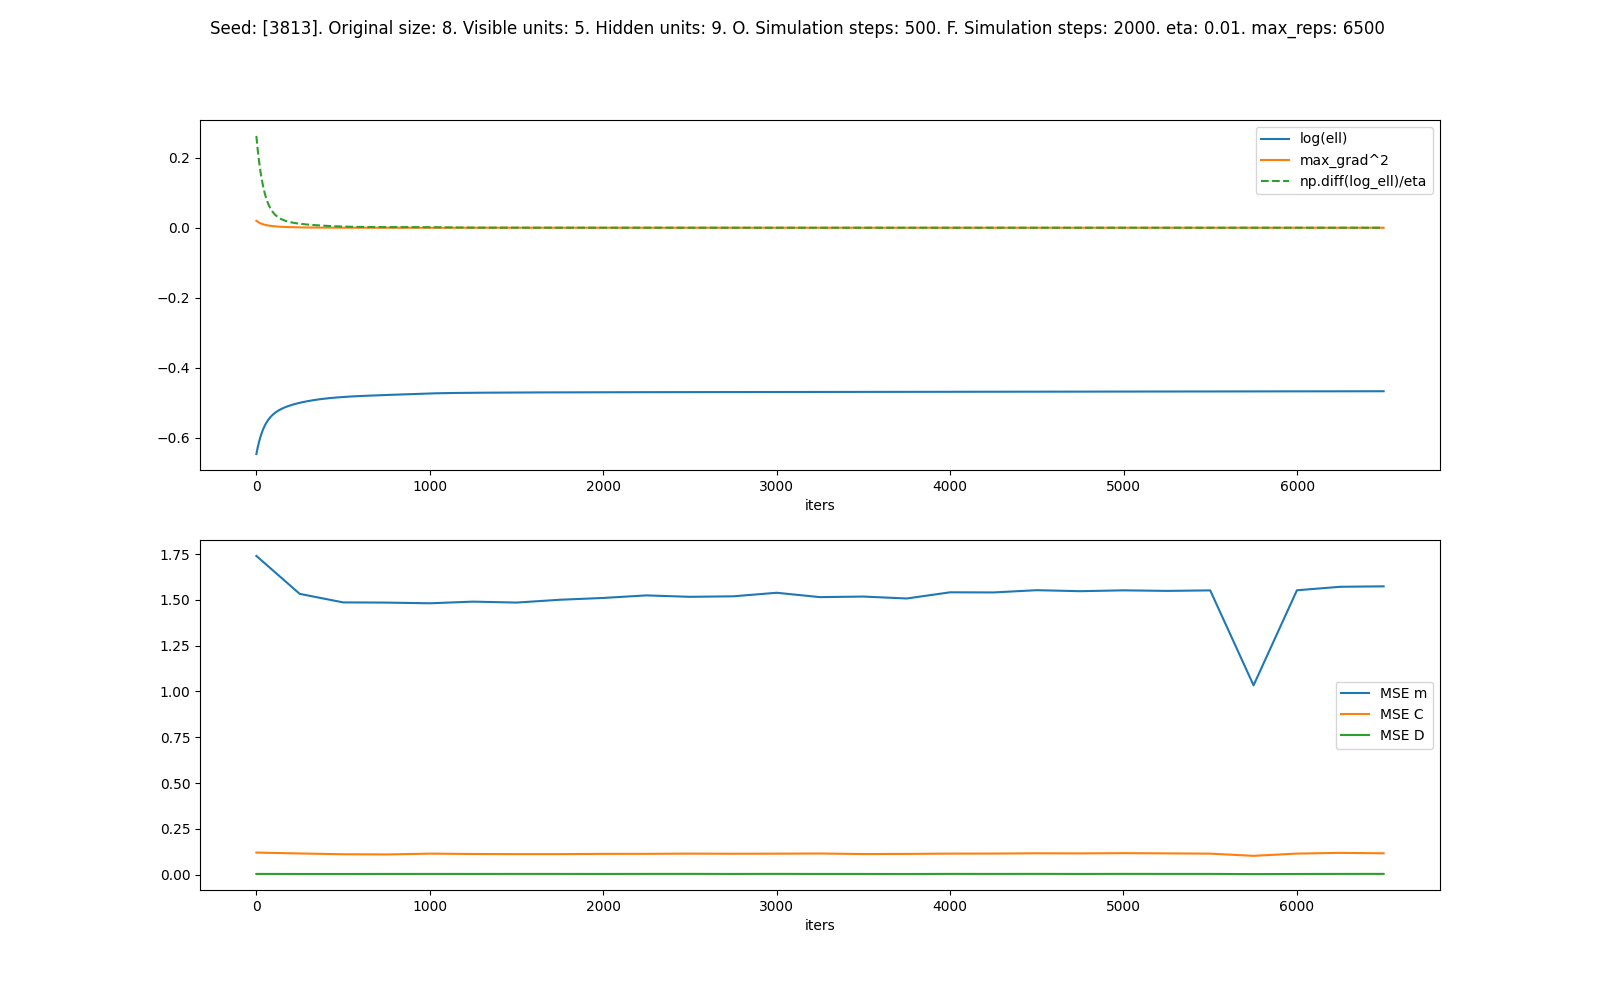 Seed: [3813]. Original size: 8. Visible units: 5. Hidden units: 9. O. Simulation steps: 500. F. Simulation steps: 2000. eta: 0.01. max_reps: 6500
log(ell)
max_grad^2
np.diff(log_ell)/eta
0.2
0.0
−0.2
−0.4
−0.6
0 1000 2000 3000 4000 5000 6000
iters
1.75
1.50
1.25
1.00
0.75
0.50
0.25
0.00
MSE m
MSE C
MSE D
0 1000 2000 3000 4000 5000 6000
iters